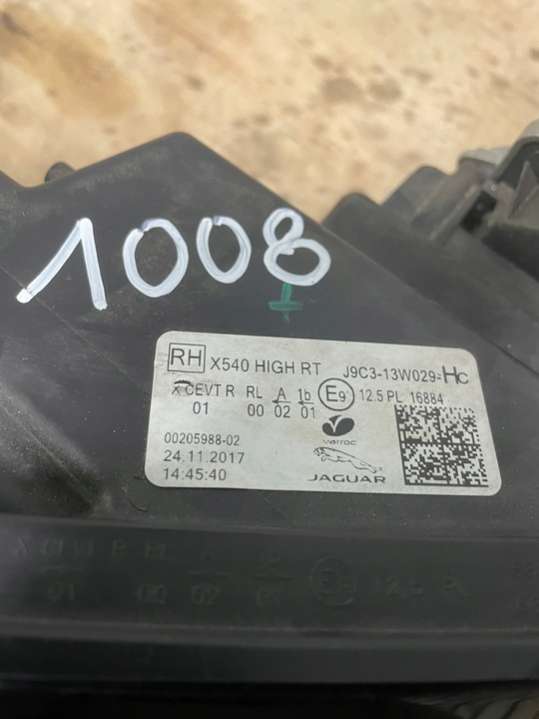 1008
RH X540 HIGH RT J9C3-13W029-Hc
X CEVT R RL A 1b E9 12.5 PL 16884
01 00 02 01
00205988-02
24.11.2017
14:45:40
varroc
JAGUAR